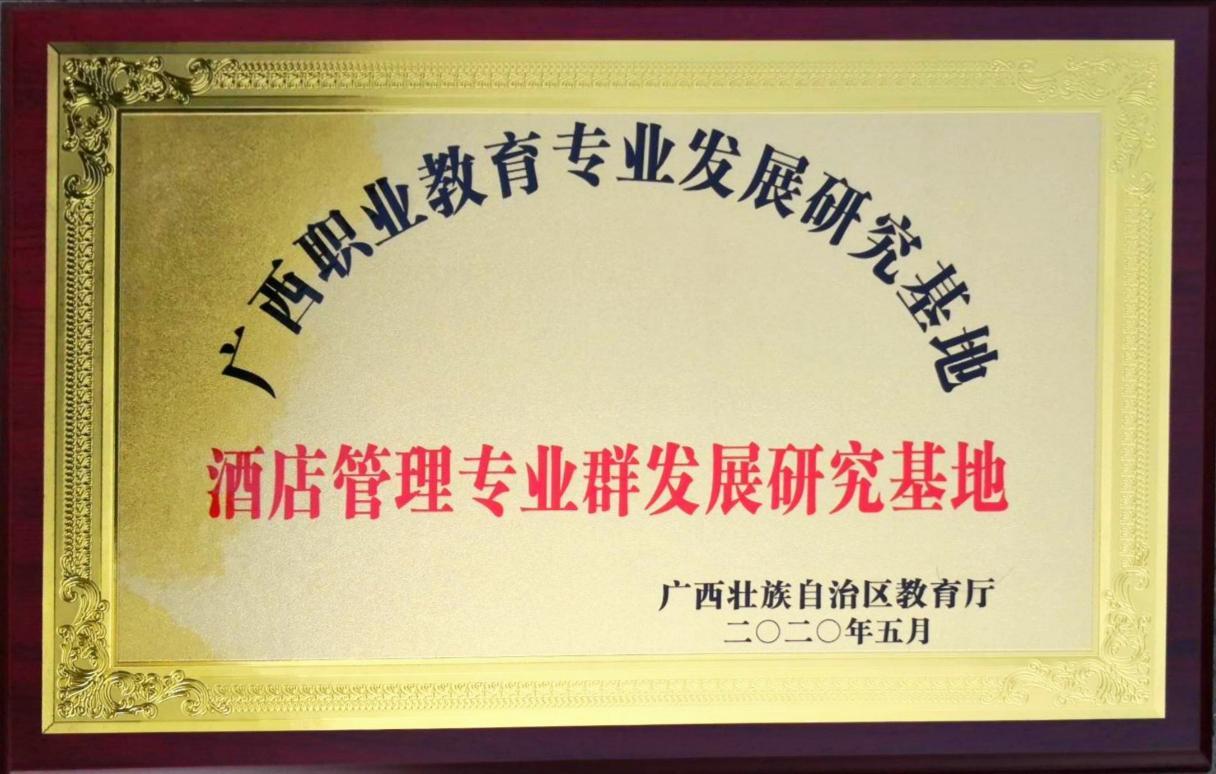 广西职业教育专业发展研究基地
酒店管理专业群发展研究基地
广西壮族自治区教育厅
二〇二〇年五月